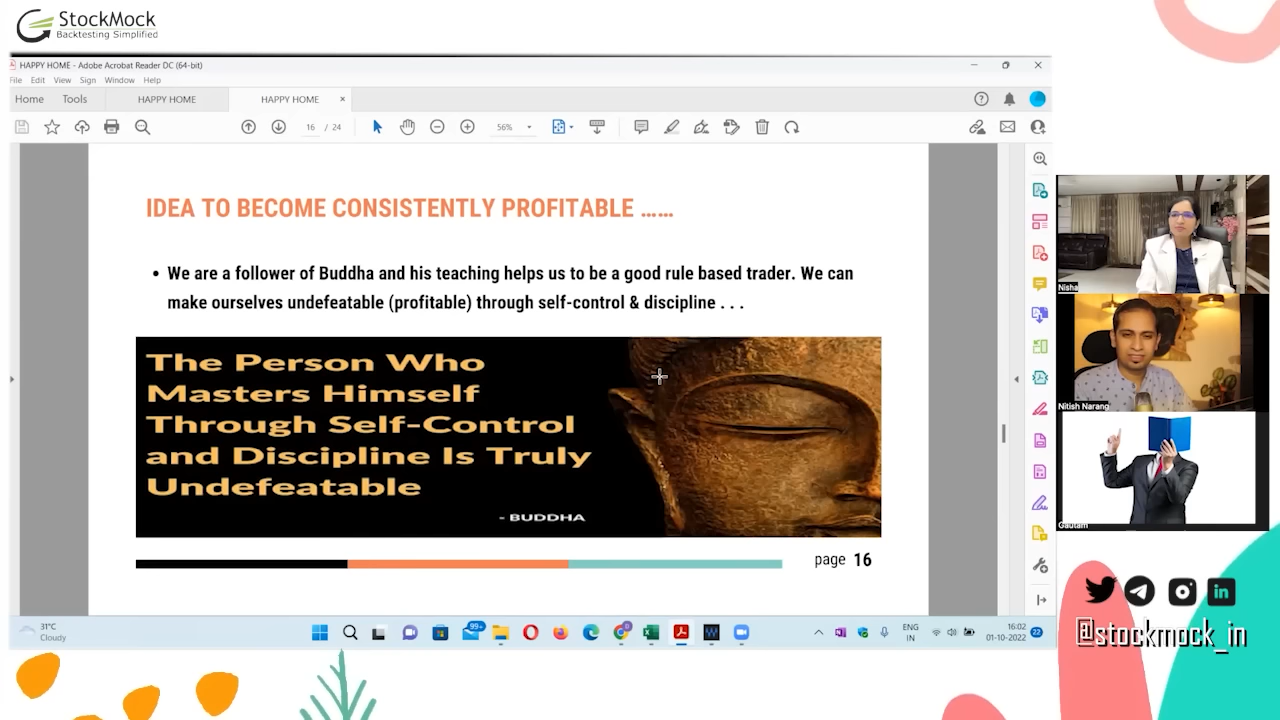 StockMock
Backtesting Simplified
HAPPY HOME - Adobe Acrobat Reader DC (64-bit)
File Edit View Sign Window Help
Home Tools HAPPY HOME HAPPY HOME ×
16 / 24 56%
IDEA TO BECOME CONSISTENTLY PROFITABLE ......
• We are a follower of Buddha and his teaching helps us to be a good rule based trader. We can
make ourselves undefeatable (profitable) through self-control & discipline . . .
The Person Who
Masters Himself
Through Self-Control
and Discipline Is Truly
Undefeatable
- BUDDHA
page 16
Nisha
Nitish Narang
Gautam
@stockmock_in
31°C
Cloudy
99+
ENG
IN
16:02
01-10-2022
22